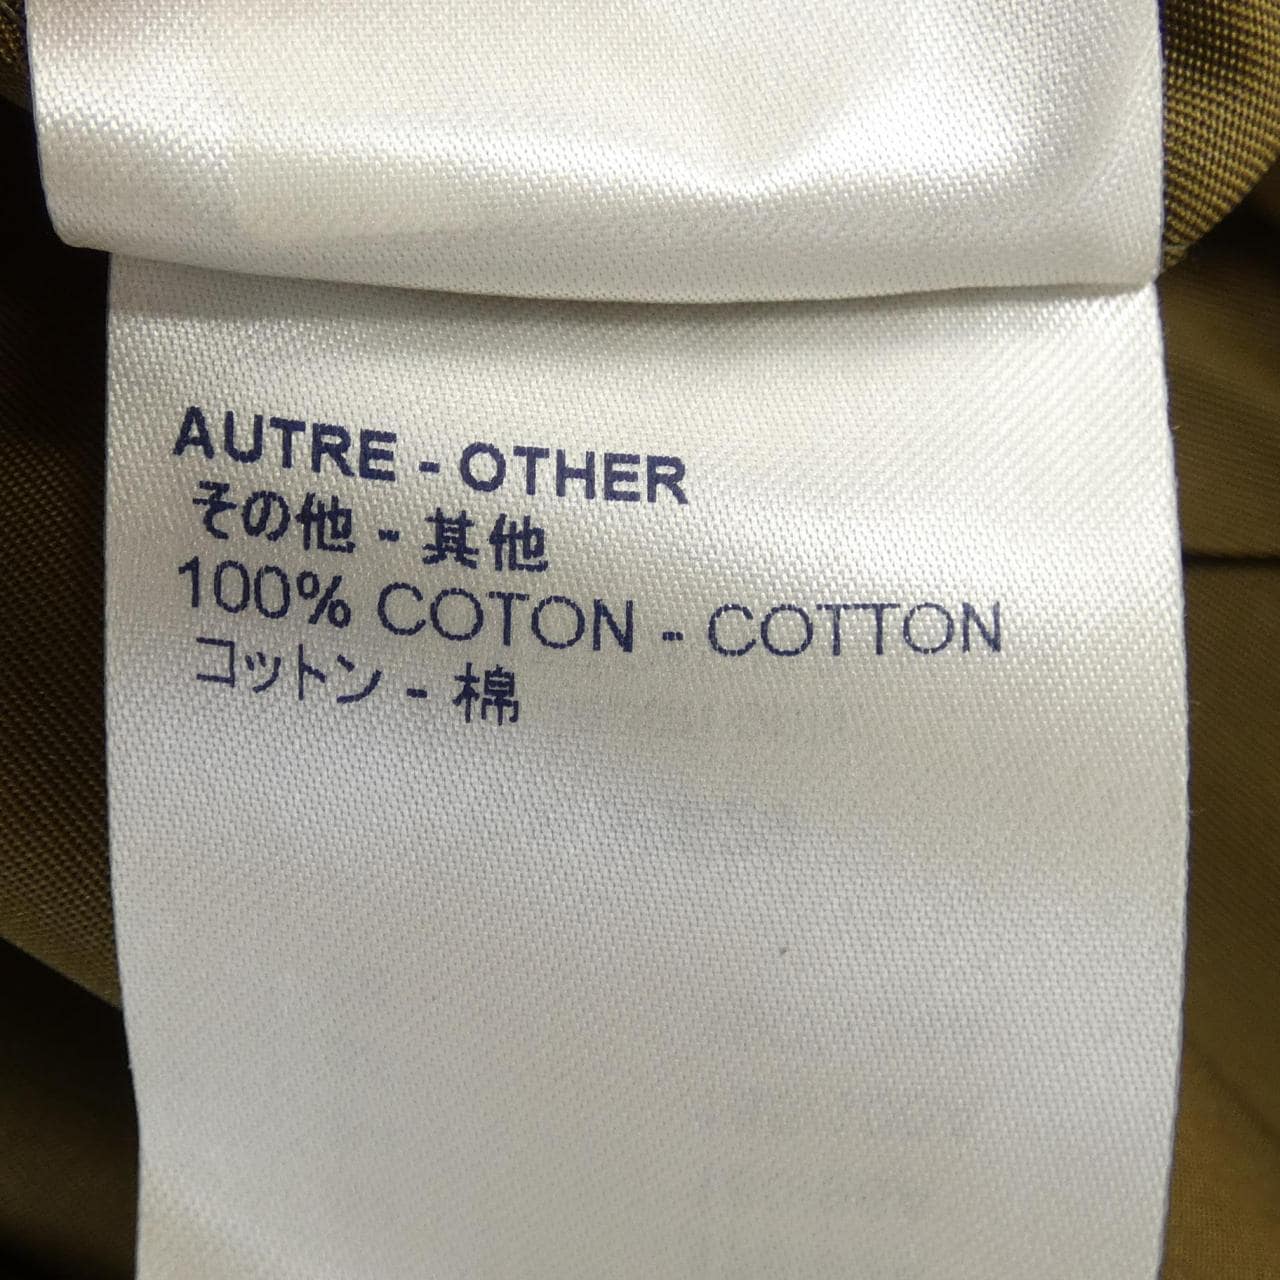 AUTRE - OTHER
その他 - 其他
100% COTON - COTTON
コットン - 棉